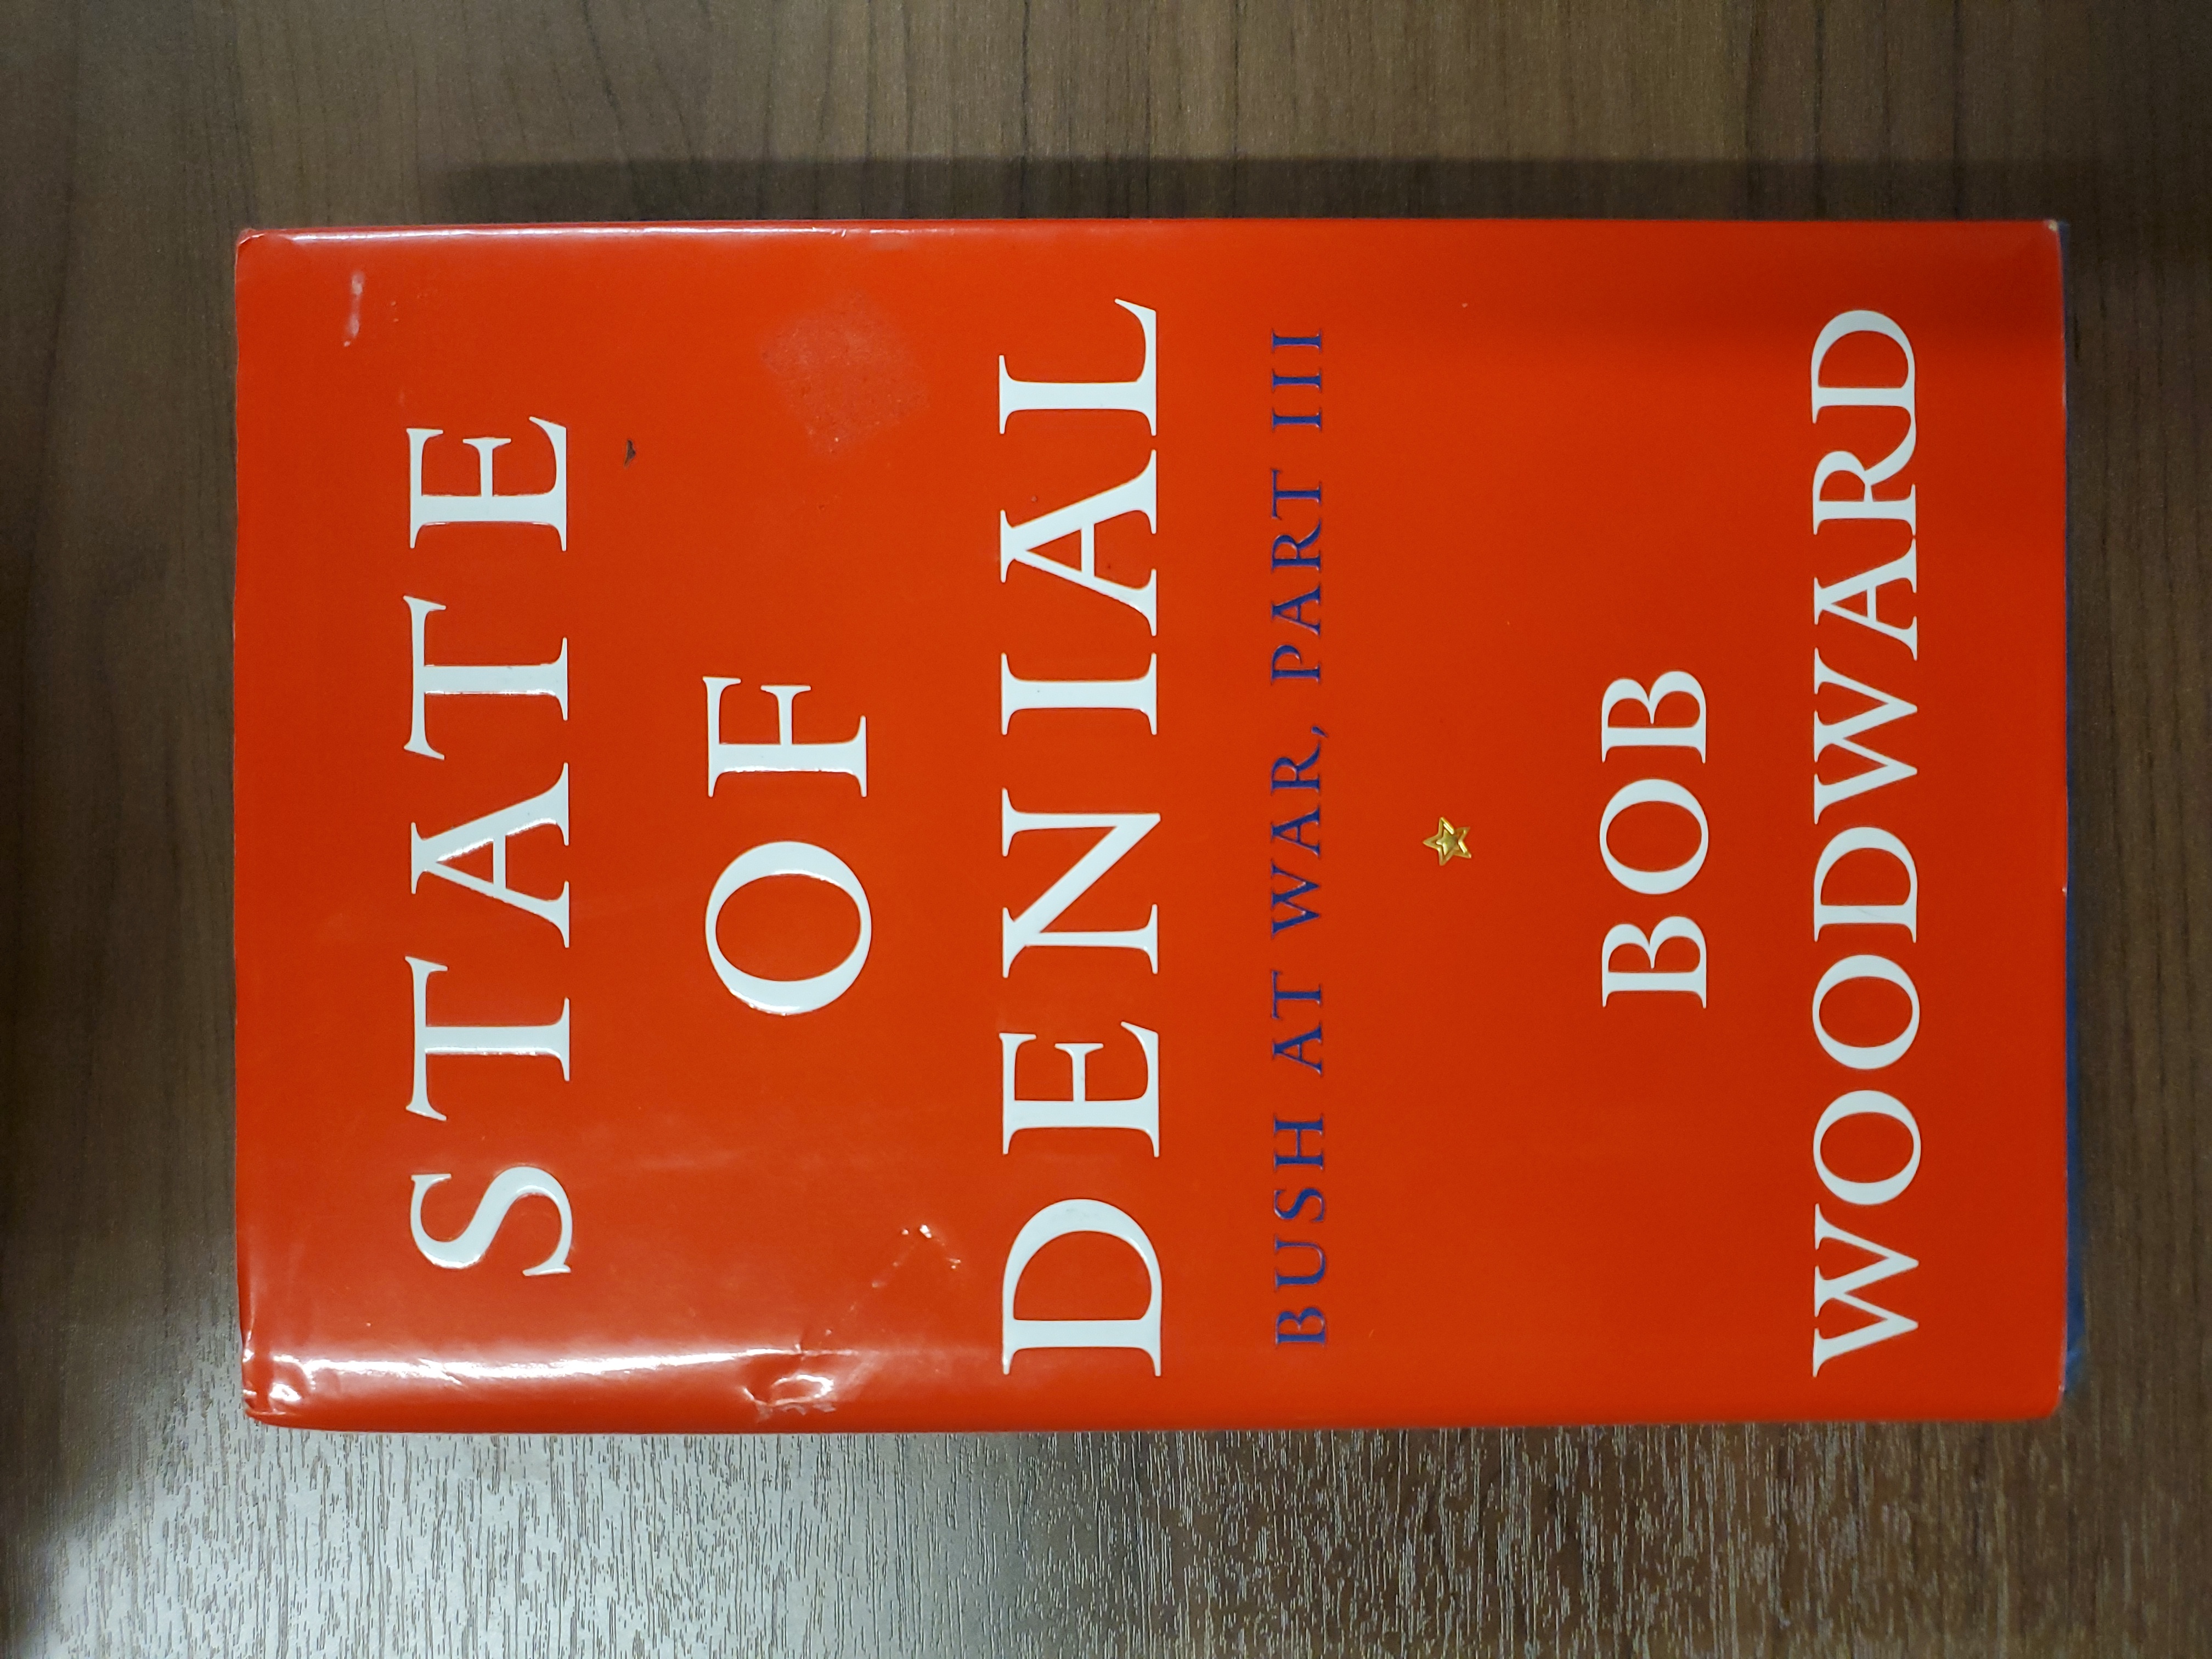 STATE
OF
DENIAL
BUSH AT WAR, PART III
BOB
WOODWARD